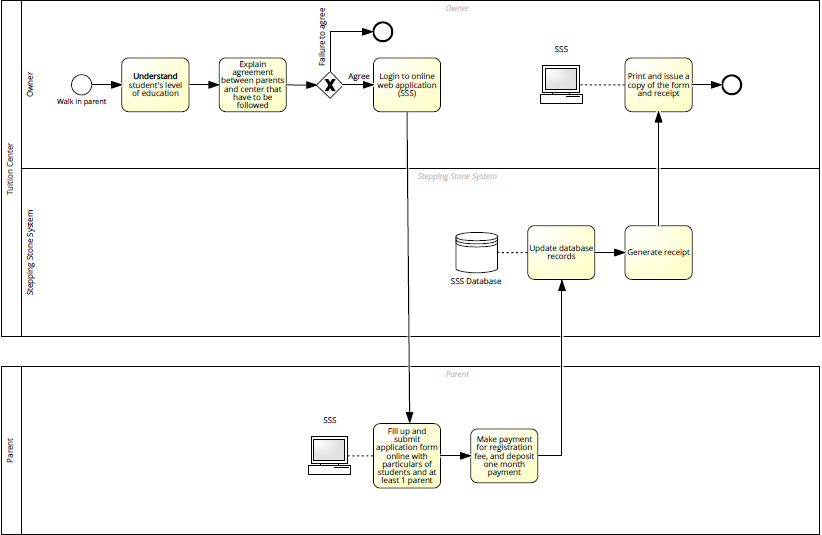 Owner
Tuition Center
Owner
Walk in parent
Understand
student's level
of education
Explain
agreement
between parents
and center that
have to be
followed
Failure to agree
Agree
Login to online
web application
(SSS)
SSS
Print and issue a
copy of the form
and receipt
Stepping Stone System
Stepping Stone System
SSS Database
Update database
records
Generate receipt
Parent
Parent
SSS
Fill up and
submit
application form
online with
particulars of
students and at
least 1 parent
Make payment
for registration
fee, and deposit
one month
payment